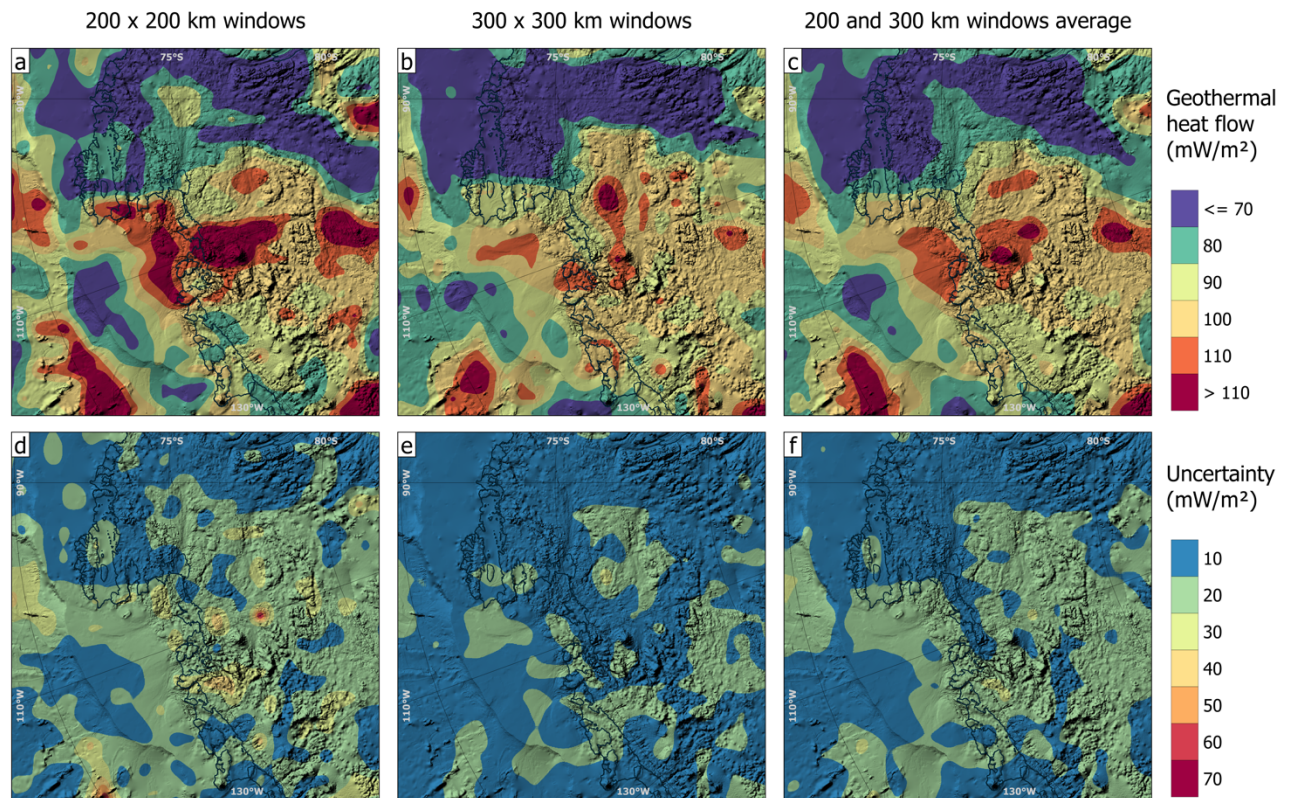 200 x 200 km windows
300 x 300 km windows
200 and 300 km windows average
a
75°S
80°S
90°W
110°W
130°W
b
75°S
80°S
90°W
110°W
130°W
c
75°S
80°S
90°W
110°W
130°W
Geothermal
heat flow
(mW/m²)
<= 70
80
90
100
110
> 110
d
75°S
80°S
90°W
110°W
130°W
e
75°S
80°S
90°W
110°W
130°W
f
75°S
80°S
90°W
110°W
130°W
Uncertainty
(mW/m²)
10
20
30
40
50
60
70